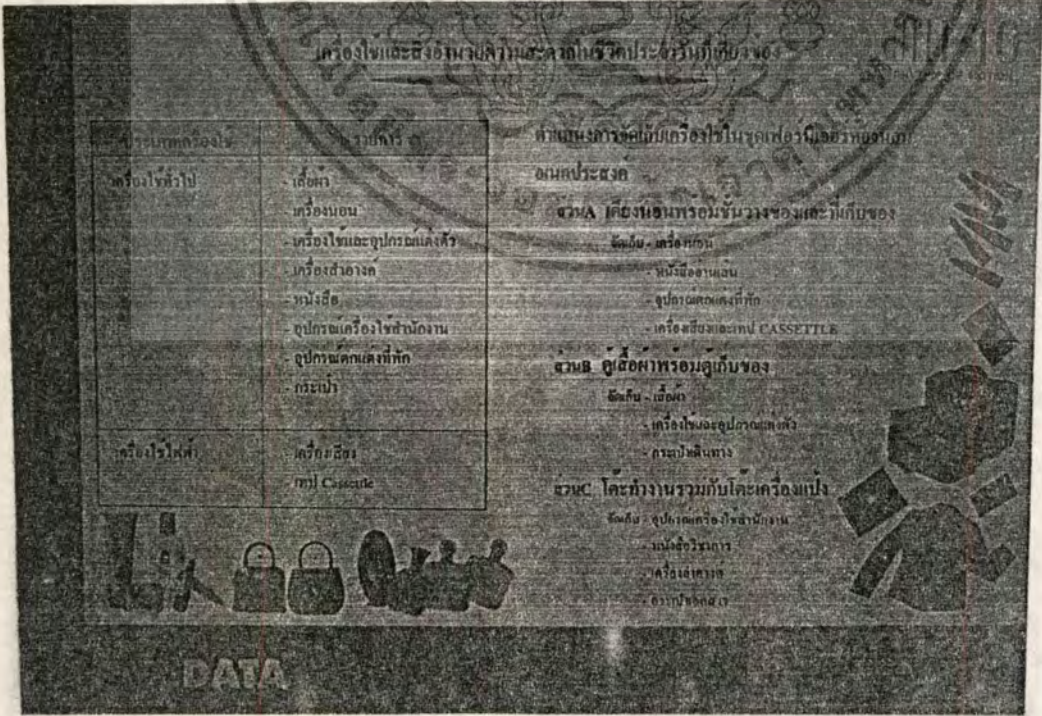 เครื่องใช้และสิ่งอำนวยความสะดวกในชีวิตประจำวันที่เกี่ยวข้อง
ประเภทเครื่องใช้
รายการ
เครื่องใช้ทั่วไป
- เสื้อผ้า
- เครื่องนอน
- เครื่องใช้และอุปกรณ์แต่งตัว
- เครื่องสำอางค์
- หนังสือ
- อุปกรณ์เครื่องใช้สำนักงาน
- อุปกรณ์ตกแต่งที่พัก
- กระเป๋า
เครื่องใช้ไฟฟ้า
- เครื่องเสียง
- เทป Cassettle
ตำแหน่งการจัดเก็บเครื่องใช้ในชุดเฟอร์นิเจอร์
อเนคประสงค์
ส่วนA เตียงนอนพร้อมชั้นวางของและที่เก็บของ
จัดเก็บ - เครื่องนอน
- หนังสืออ่านเล่น
- อุปกรณ์ตกแต่งที่พัก
- เครื่องเสียงและเทป CASSETTLE
ส่วนB ตู้เสื้อผ้าพร้อมตู้เก็บของ
จัดเก็บ - เสื้อผ้า
- เครื่องใช้และอุปกรณ์แต่งตัว
- กระเป๋าเดินทาง
ส่วนC โต๊ะทำงานรวมกับโต๊ะเครื่องแป้ง
จัดเก็บ - อุปกรณ์เครื่องใช้สำนักงาน
- หนังสือวิชาการ
- เครื่องสำอางค์
DATA